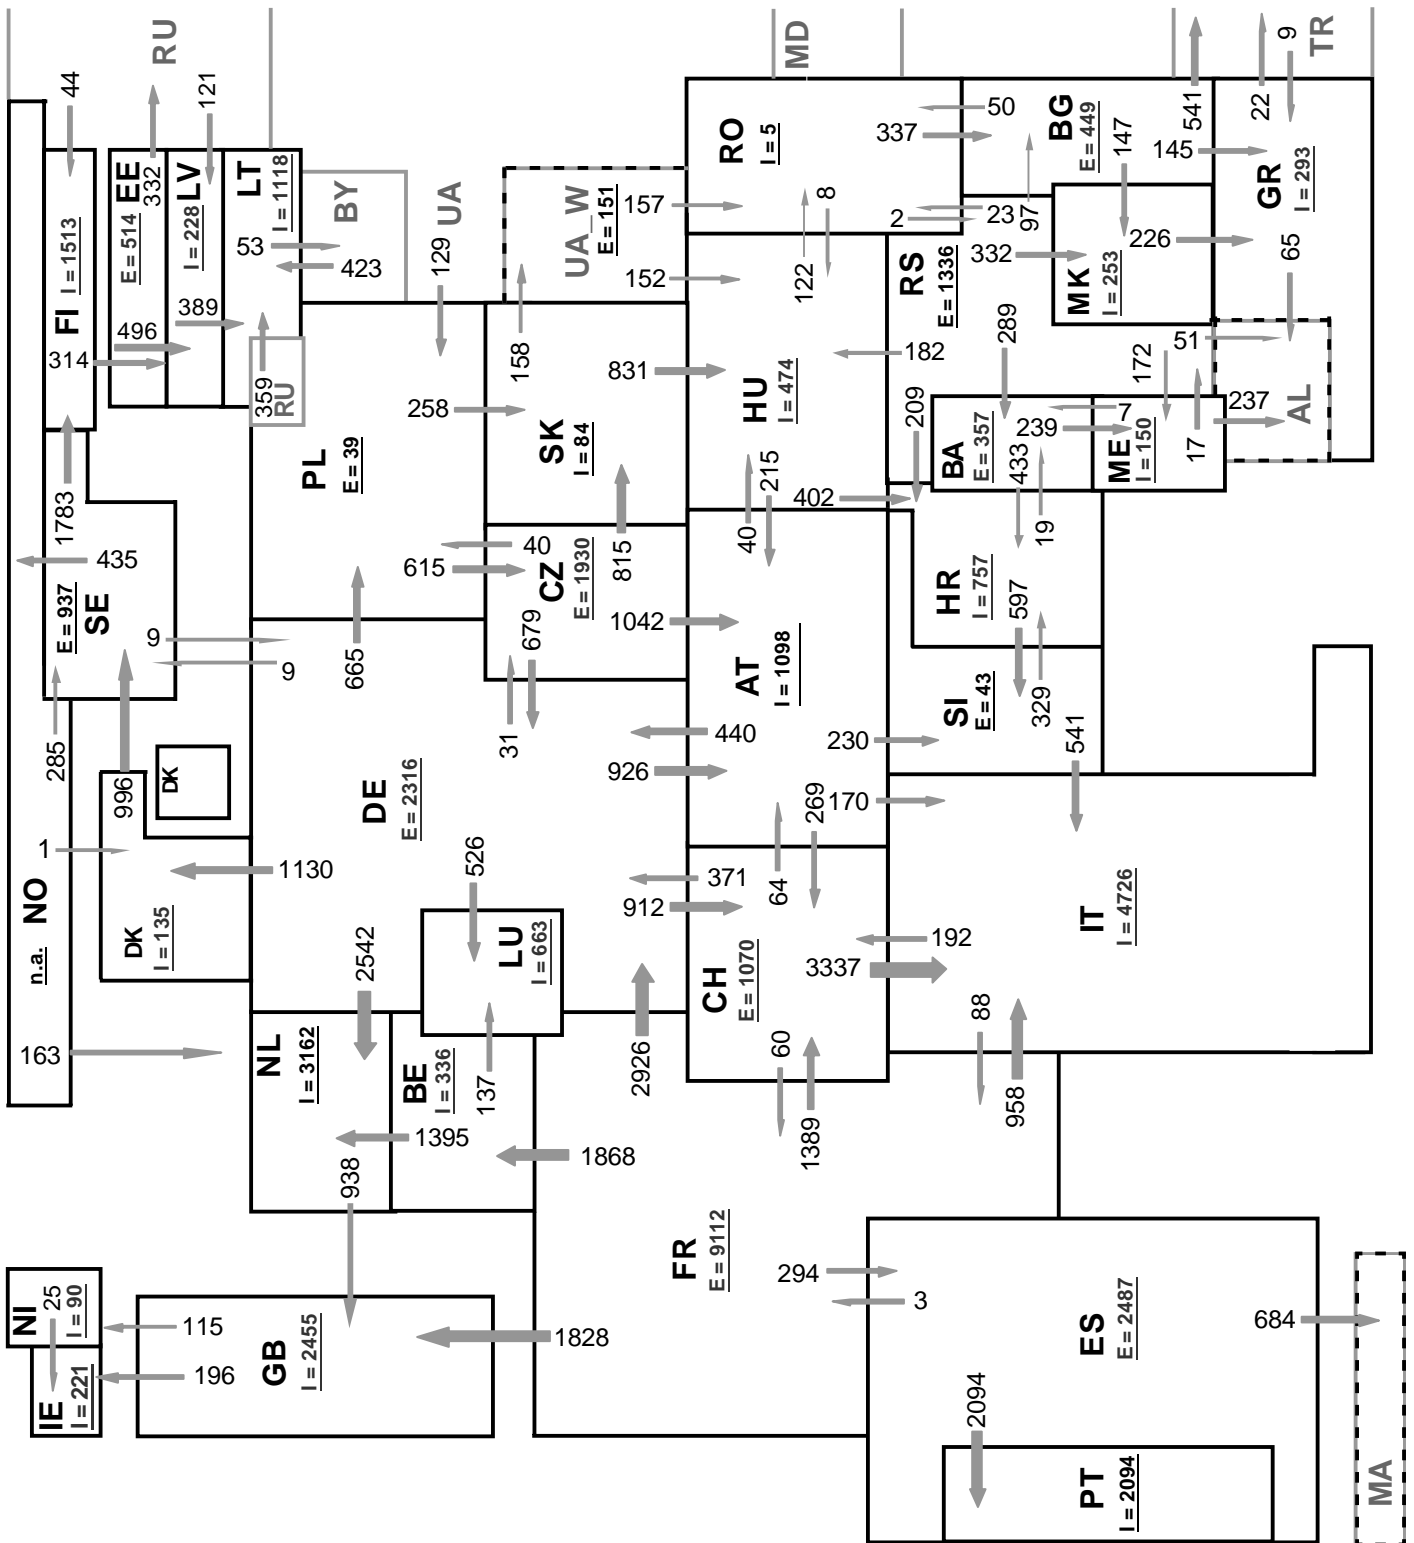 RU
MD
TR
44
332
121
541
22
9
FI
I = 1513
EE
E = 514
LV
I = 228
LT
I = 1118
BY
UA
UA_W
E = 151
RO
I = 5
BG
E = 449
GR
I = 293
50
337
147
145
157
8
2
23
97
53
423
129
152
122
RS
E = 1336
332
MK
I = 253
226
65
389
496
314
359
RU
158
831
182
289
172
51
HU
I = 474
258
209
7
239
237
AL
17
PL
E = 39
SK
I = 84
BA
E = 357
433
ME
I = 150
1783
215
402
19
435
40
615
815
40
CZ
E = 1930
HR
I = 757
597
SE
E = 937
9
9
665
679
31
1042
AT
I = 1098
SI
E = 43
329
541
285
996
DK
440
926
230
DE
E = 2316
269
170
NO
n.a.
1
1130
526
371
912
64
DK
I = 135
2542
LU
I = 663
CH
E = 1070
192
3337
IT
I = 4726
163
NL
I = 3162
BE
I = 336
137
2926
60
1389
88
958
1395
1868
938
FR
E = 9112
294
3
NI
25
I = 90
115
196
IE
I = 221
GB
I = 2455
1828
ES
E = 2487
684
2094
PT
I = 2094
MA